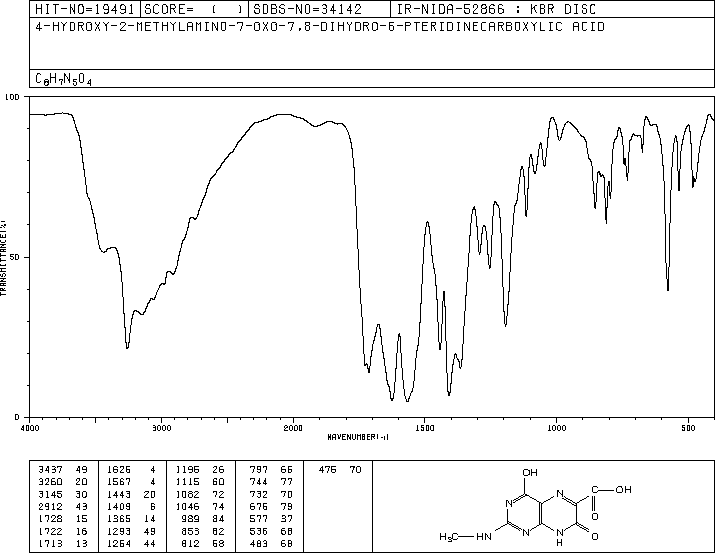 HIT-NO=19491 SCORE= ( ) SDBS-NO=34142 IR-NIDA-52866 : KBR DISC
4-HYDROXY-2-METHYLAMINO-7-OXO-7,8-DIHYDRO-6-PTERIDINECARBOXYLIC ACID
C8H7N5O4
100
50
0
TRANSMITTANCE(%)
4000 3000 2000 1500 1000 500
WAVENUMBER(-1)
3437 49 1626 4 1196 26 797 66 476 70
3260 20 1567 4 1115 60 744 77
3145 30 1443 20 1082 72 732 70
2912 43 1409 6 1046 74 676 79
1728 15 1365 14 989 84 577 37
1722 16 1293 49 853 62 536 68
1713 13 1254 44 812 58 483 68
OH
N N C OH
O
N N N O
H3C HN H